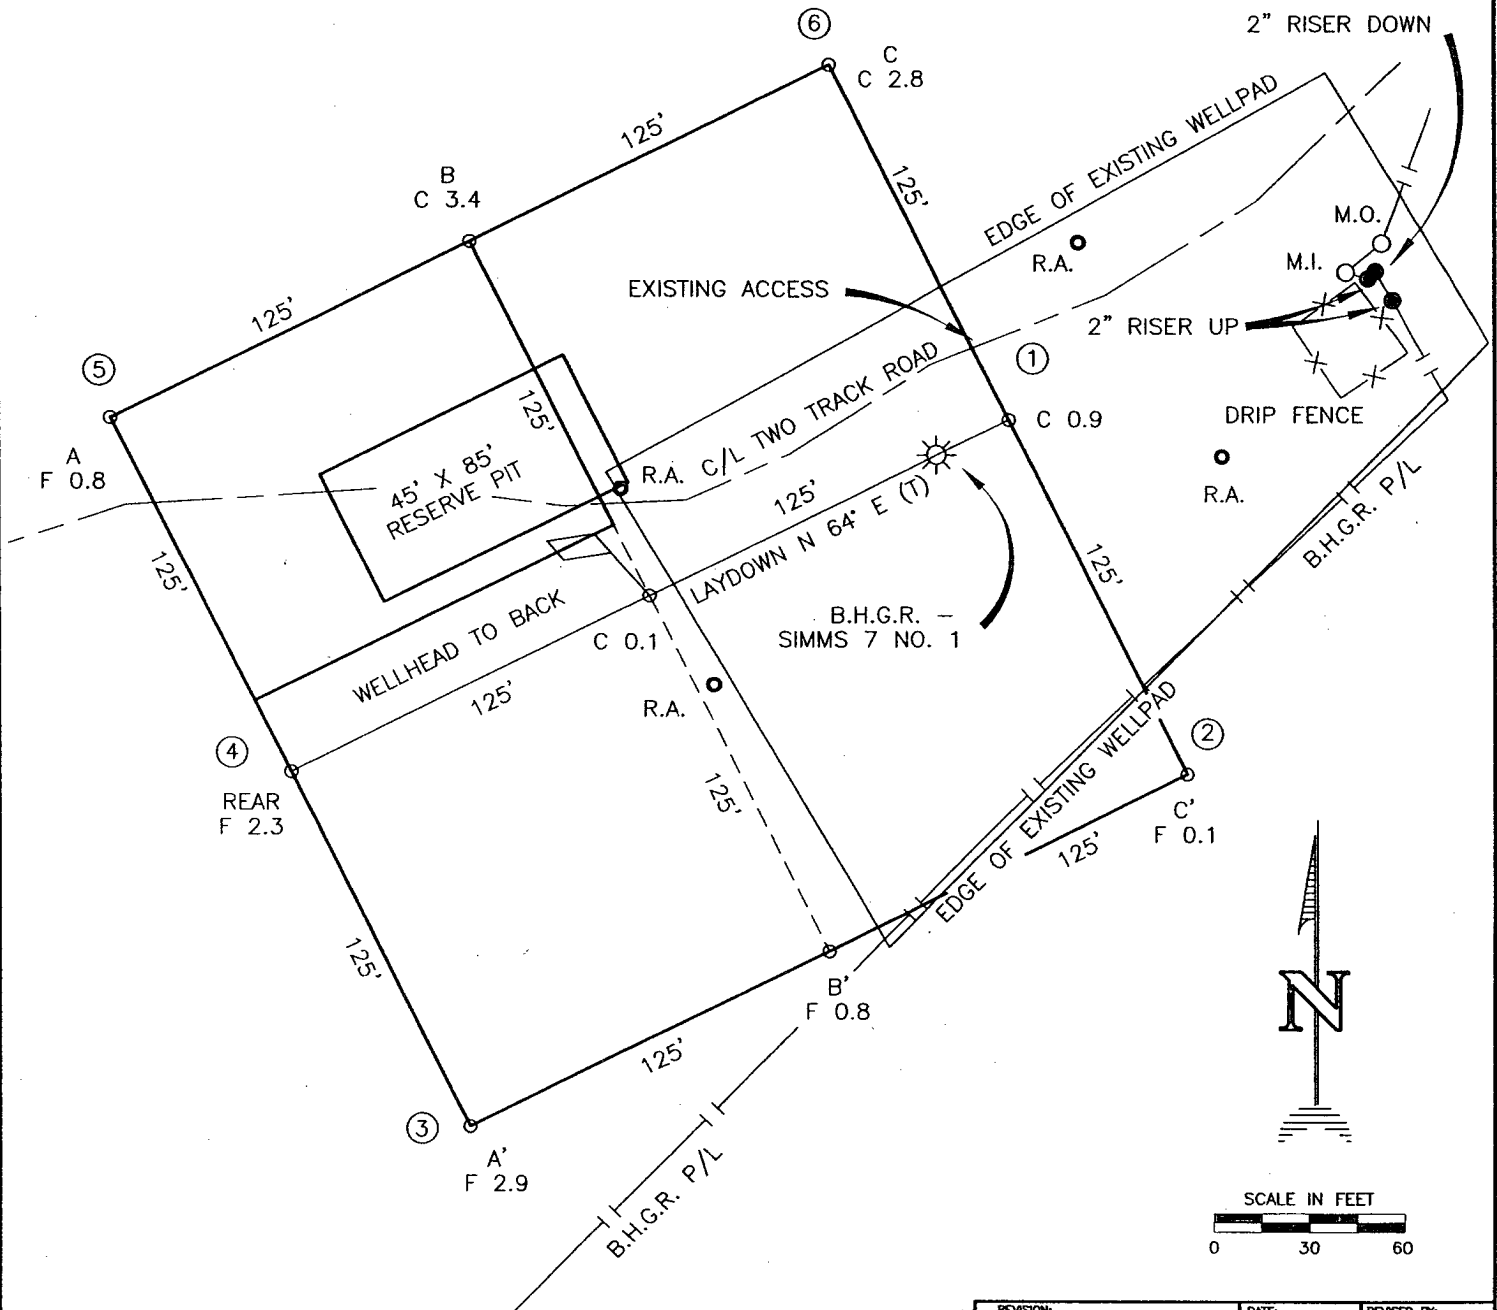 2” RISER DOWN
6
C
C 2.8
125'
EDGE OF EXISTING WELLPAD
125'
B
C 3.4
M.O.
R.A.
M.I.
EXISTING ACCESS
125'
2” RISER UP
5
1
125'
C/L TWO TRACK ROAD
DRIP FENCE
C 0.9
A
F 0.8
45' X 85'
RESERVE PIT
R.A.
125'
R.A.
B.H.G.R. P/L
LAYDOWN N 64° E (T)
125'
125'
WELLHEAD TO BACK
C 0.1
B.H.G.R. –
SIMMS 7 NO. 1
125'
R.A.
4
2
REAR
F 2.3
125'
EDGE OF EXISTING WELLPAD
C'
F 0.1
125'
125'
B'
F 0.8
125'
N
3
A'
F 2.9
B.H.G.R. P/L
SCALE IN FEET
0 30 60
REVISION: DATE: REVISED BY: